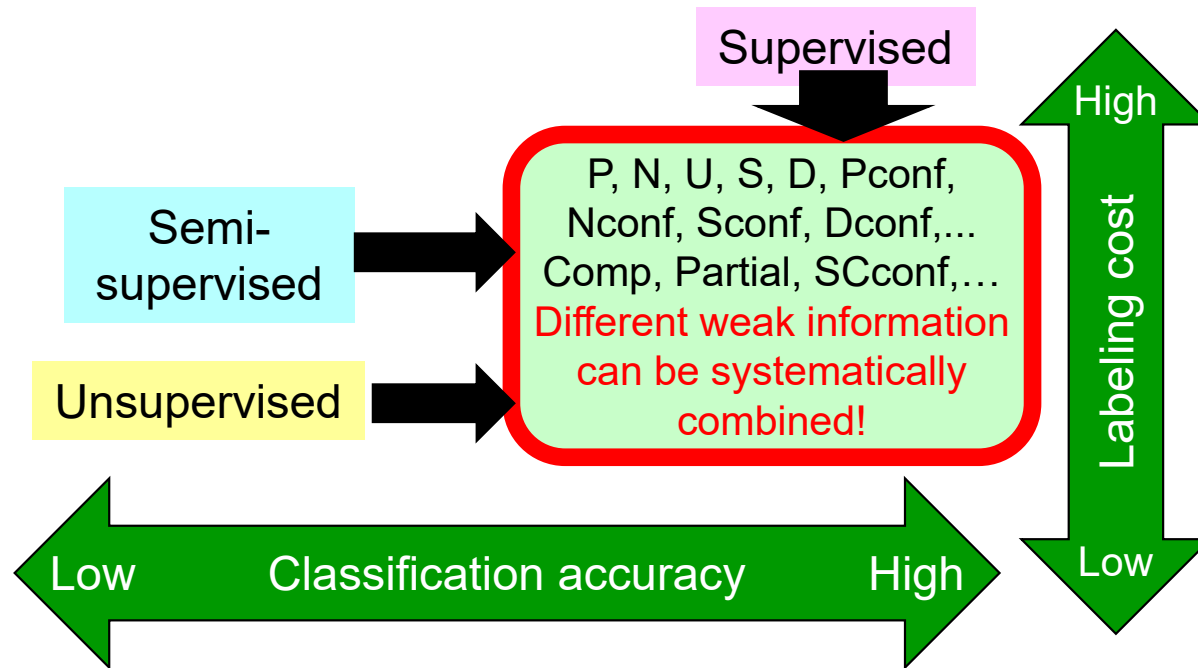 Supervised
High
P, N, U, S, D, Pconf,
Nconf, Sconf, Dconf,...
Comp, Partial, SCconf,…
Different weak information
can be systematically
combined!
Semi-
supervised
Unsupervised
Labeling cost
Low
Low Classification accuracy High